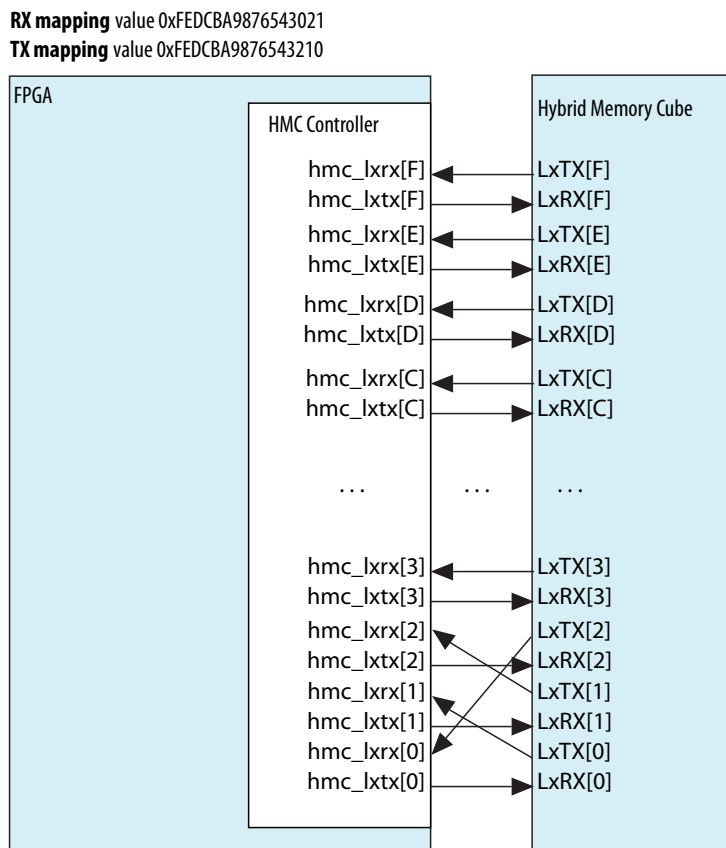 RX mapping value 0xFEDCBA9876543021
TX mapping value 0xFEDCBA9876543210
FPGA
HMC Controller
Hybrid Memory Cube
hmc_lxrx[F] LxTX[F]
hmc_lxtx[F] LxRX[F]
hmc_lxrx[E] LxTX[E]
hmc_lxtx[E] LxRX[E]
hmc_lxrx[D] LxTX[D]
hmc_lxtx[D] LxRX[D]
hmc_lxrx[C] LxTX[C]
hmc_lxtx[C] LxRX[C]
... ... ...
hmc_lxrx[3] LxTX[3]
hmc_lxtx[3] LxRX[3]
hmc_lxrx[2] LxTX[2]
hmc_lxtx[2] LxRX[2]
hmc_lxrx[1] LxTX[1]
hmc_lxtx[1] LxRX[1]
hmc_lxrx[0] LxTX[0]
hmc_lxtx[0] LxRX[0]